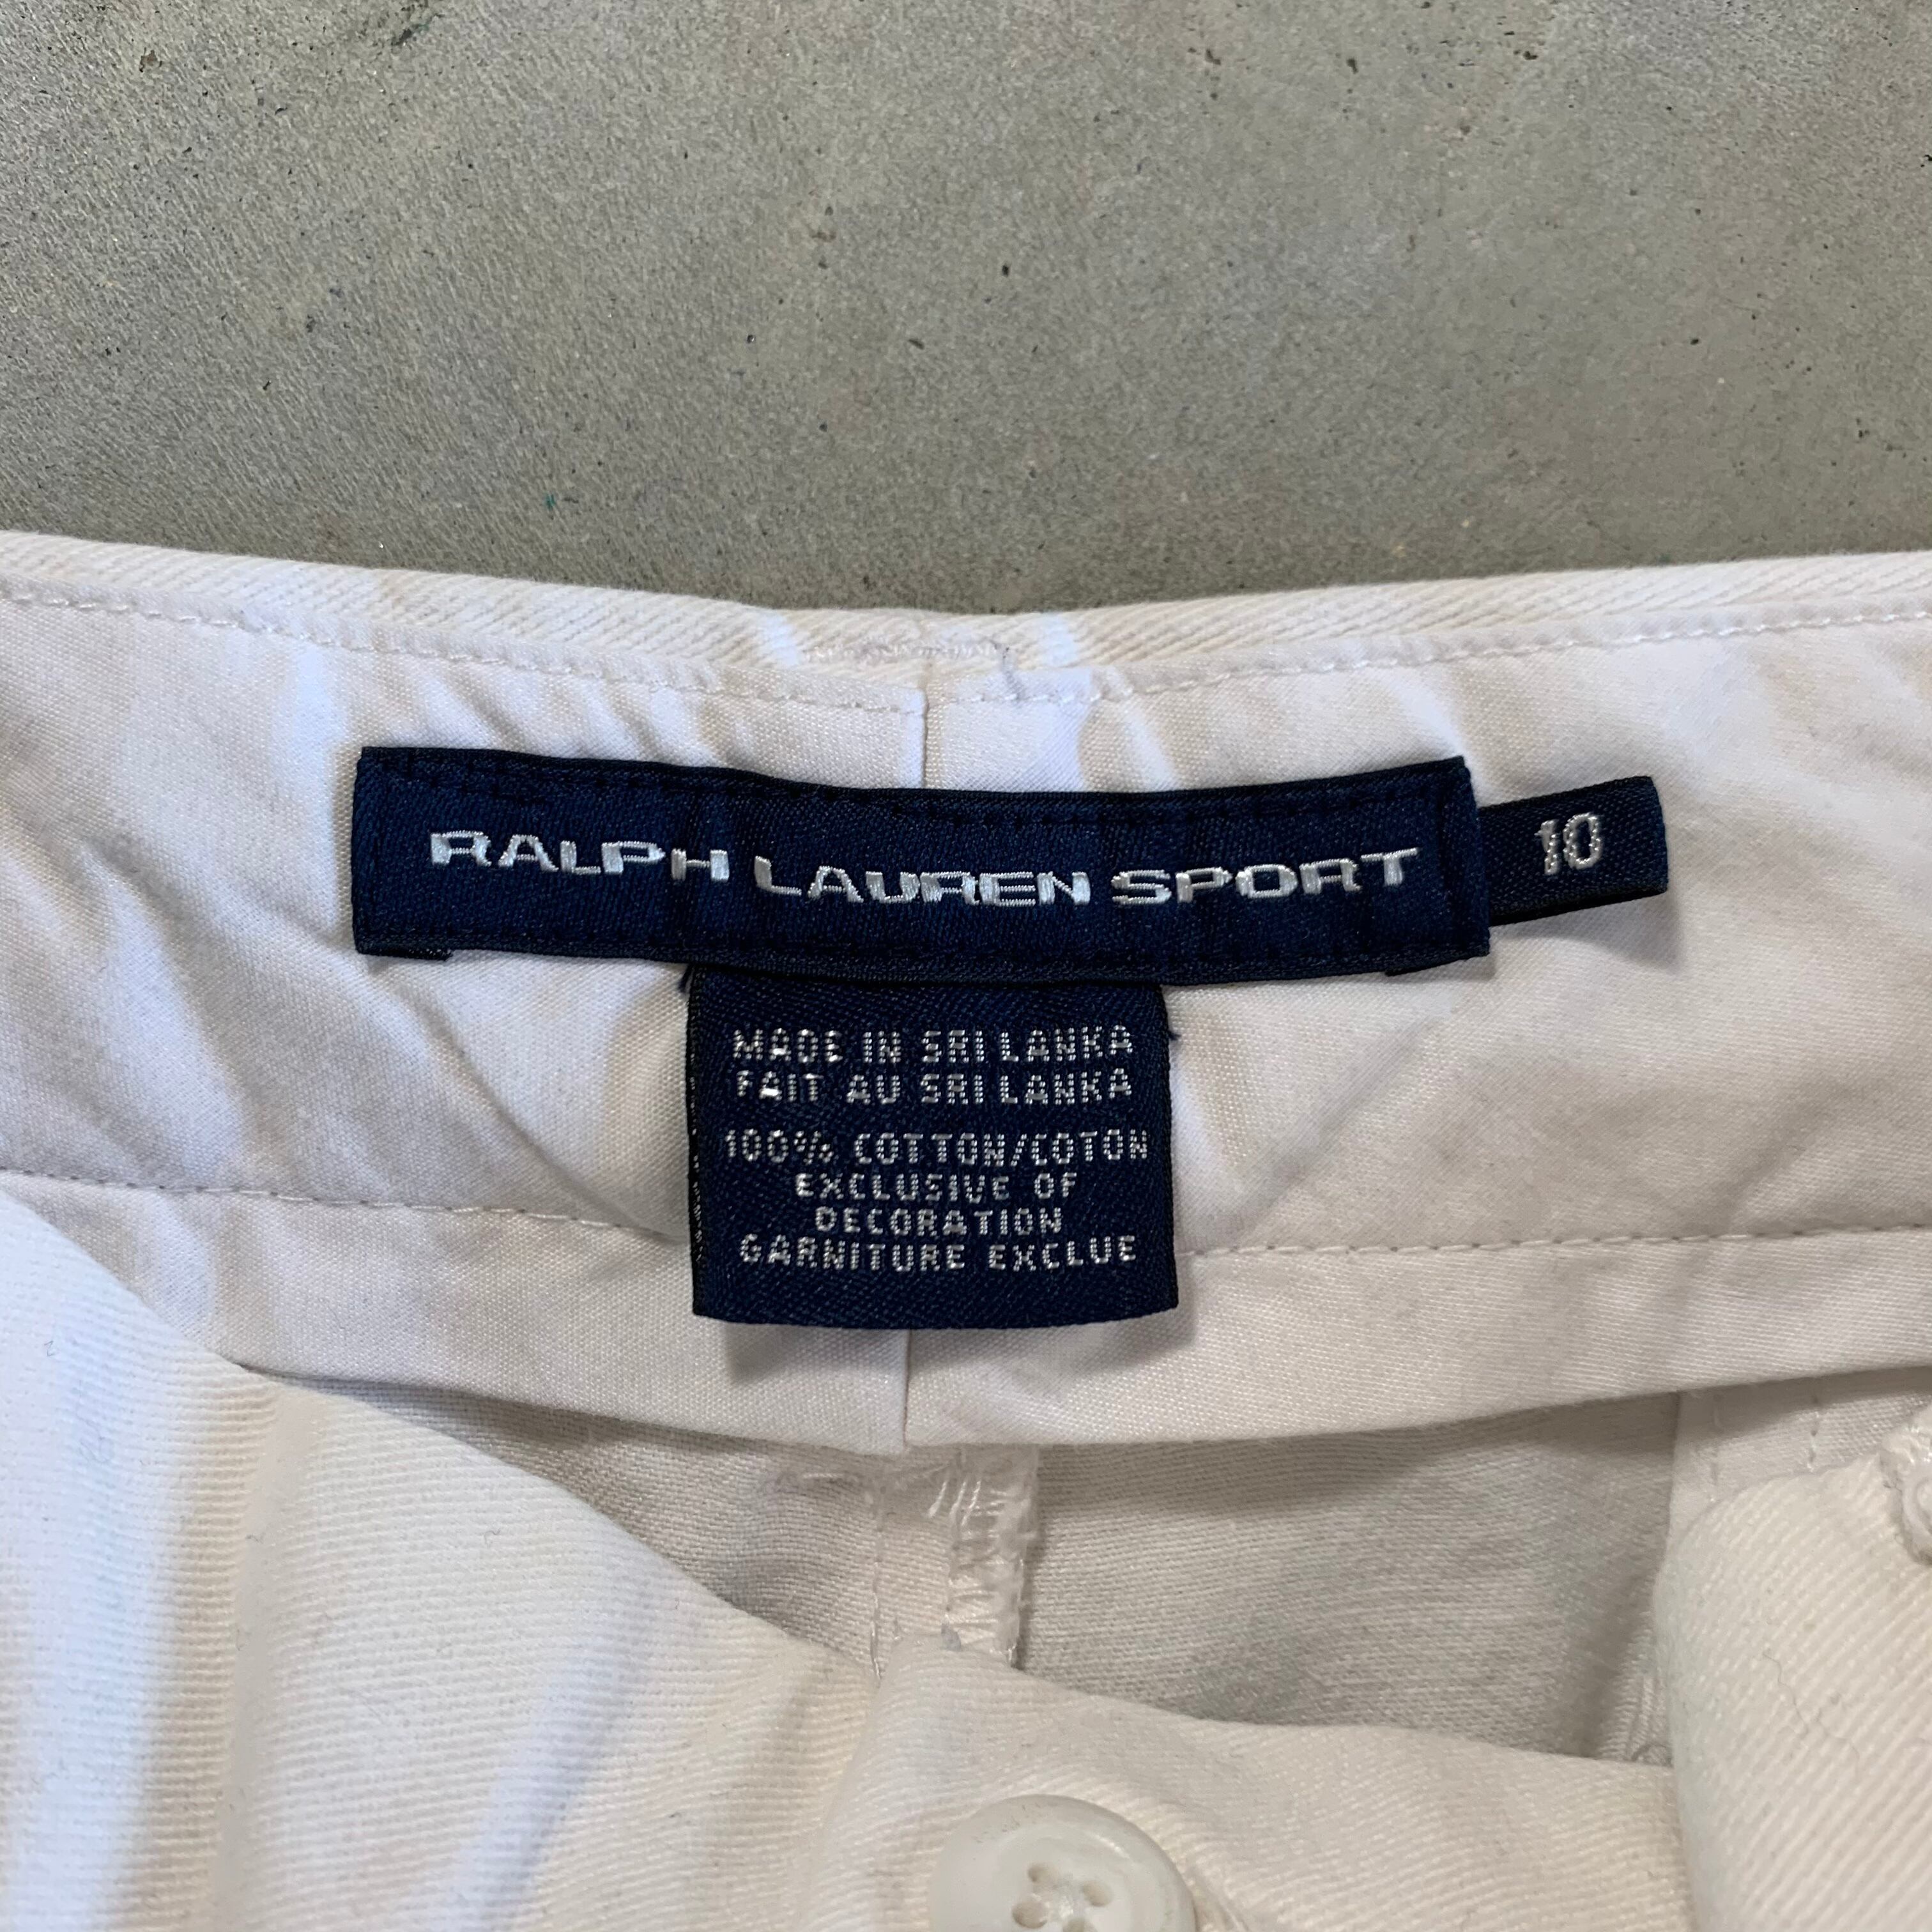 RALPH LAUREN SPORT
10
MADE IN SRI LANKA
FAIT AU SRI LANKA
100% COTTON/COTON
EXCLUSIVE OF
DECORATION
GARNITURE EXCLUE